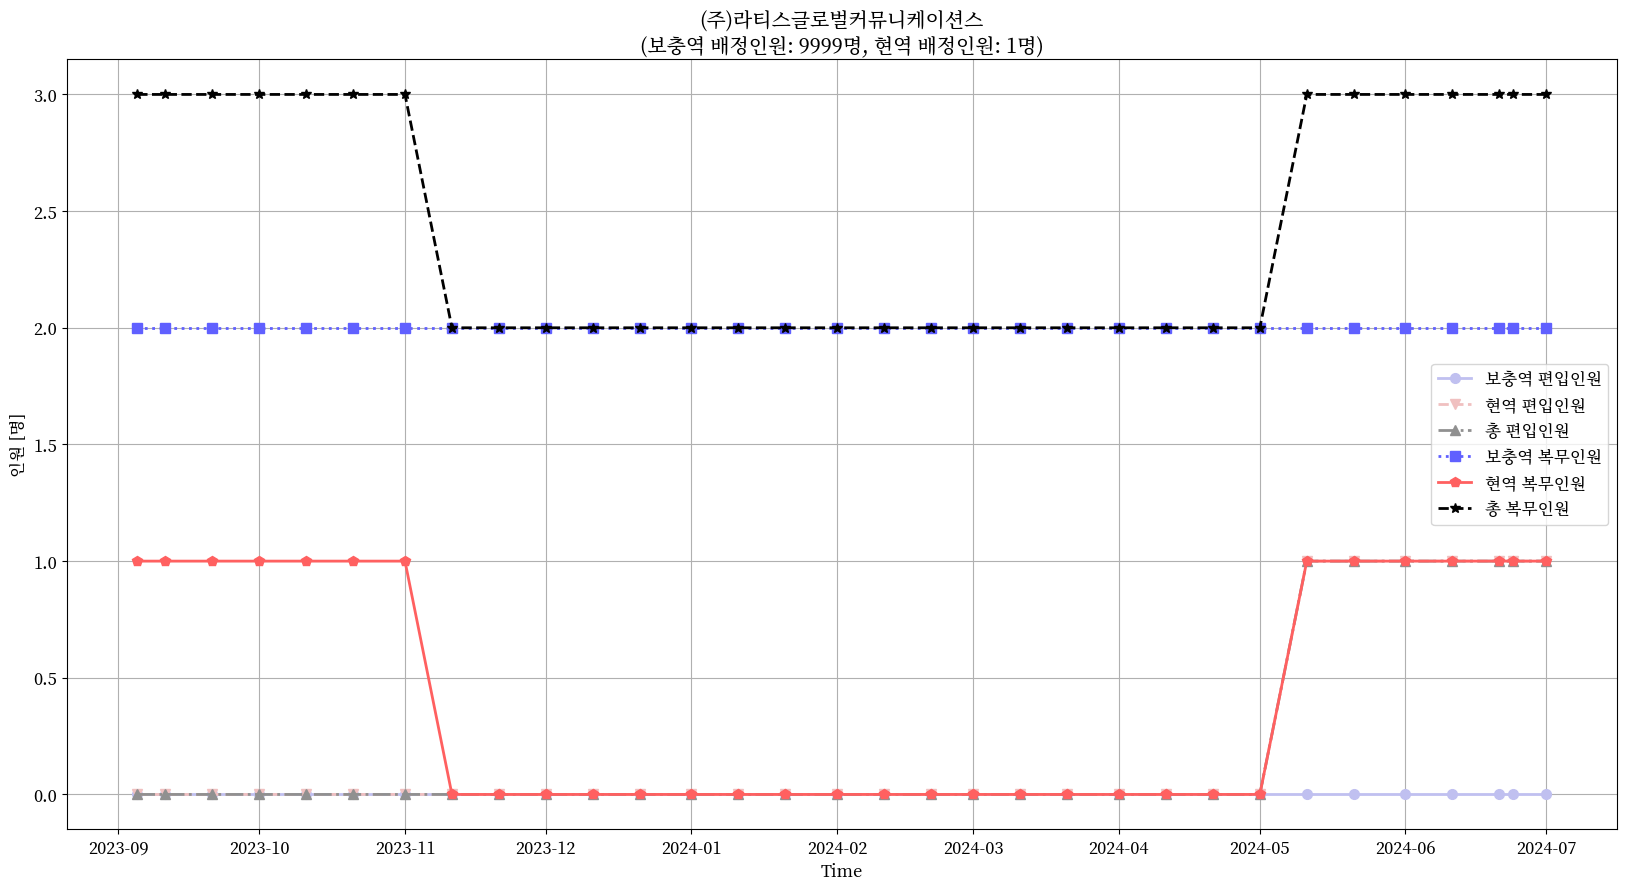 (주)라티스글로벌커뮤니케이션스
(보충역 배정인원: 9999명, 현역 배정인원: 1명)
3.0
2.5
2.0
1.5
1.0
0.5
0.0
인원 [명]
보충역 편입인원
현역 편입인원
총 편입인원
보충역 복무인원
현역 복무인원
총 복무인원
2023-09 2023-10 2023-11 2023-12 2024-01 2024-02 2024-03 2024-04 2024-05 2024-06 2024-07
Time